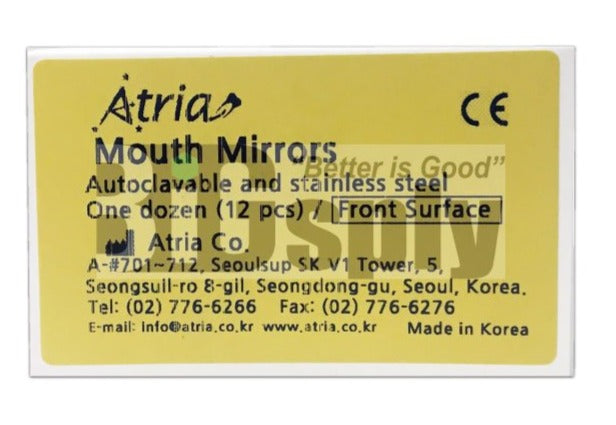 Atria
CE
Mouth Mirrors
"Better is Good"
Autoclavable and stainless steel
One dozen (12 pcs) / Front Surface
Atria Co.
A-#701~712, Seoulsup SK V1 Tower, 5,
Seongsuil-ro 8-gil, Seongdong-gu, Seoul, Korea.
Tel: (02) 776-6266 Fax: (02) 776-6276
E-mail: info@atria.co.kr www.atria.co.kr Made in Korea